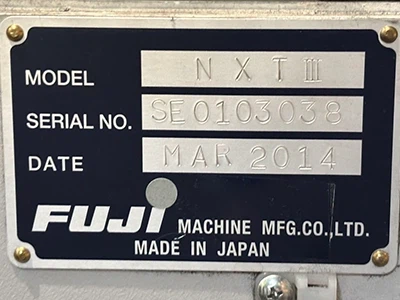 MODEL NXTIII
SERIAL NO. SE0103038
DATE MAR 2014
FUJI MACHINE MFG.CO.,LTD.
MADE IN JAPAN